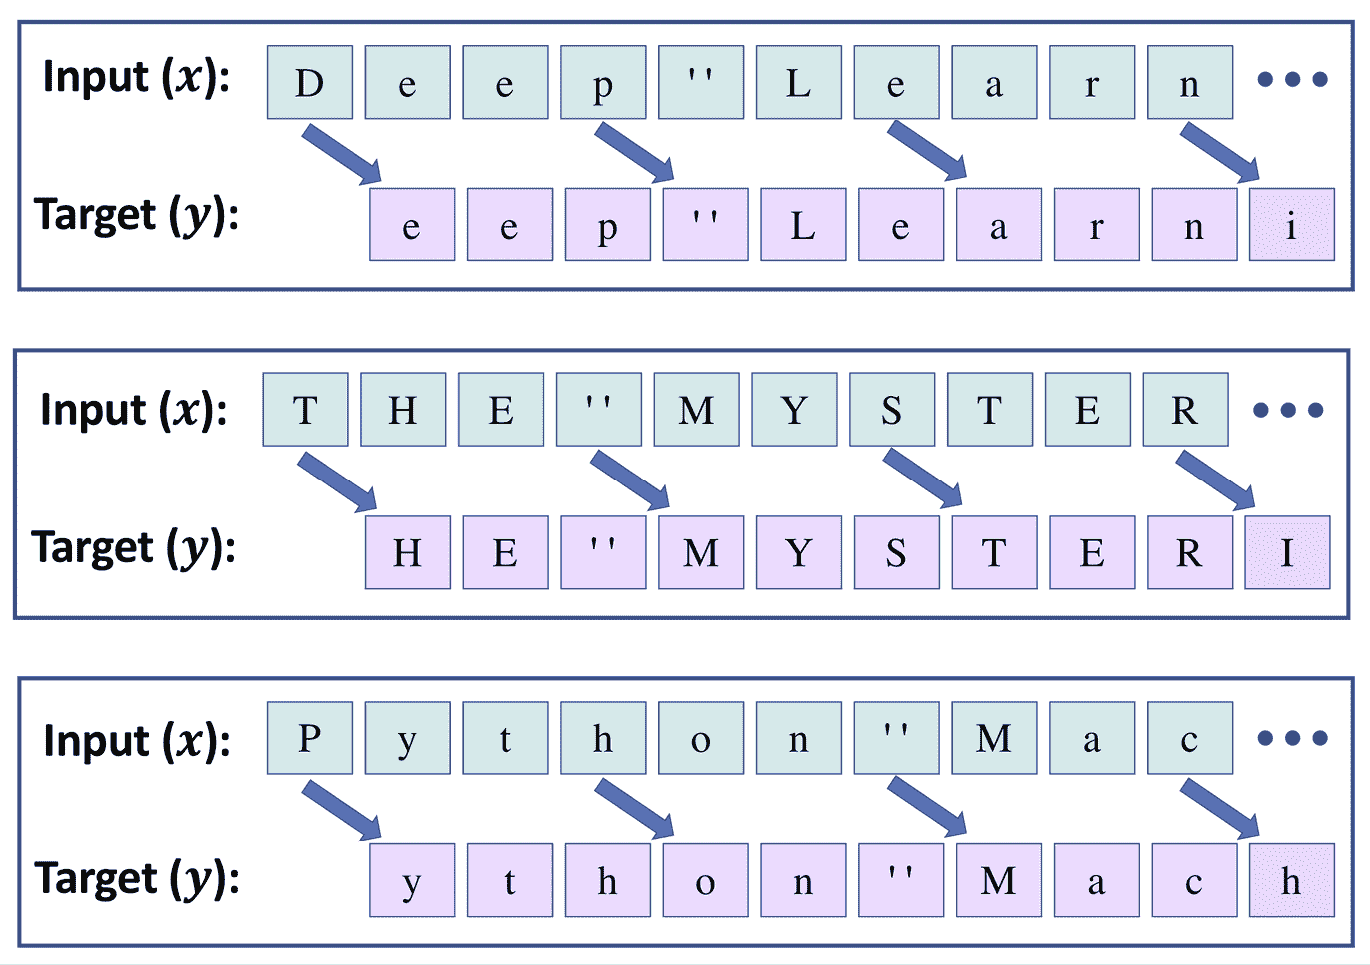 Input (x): D e e p ' ' L e a r n •••
Target (y): e e p ' ' L e a r n i
Input (x): T H E ' ' M Y S T E R •••
Target (y): H E ' ' M Y S T E R I
Input (x): P y t h o n ' ' M a c •••
Target (y): y t h o n ' ' M a c h